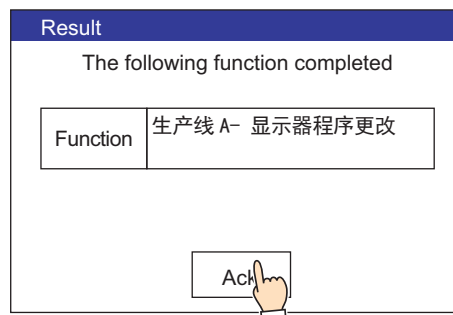 Result
The following function completed
Function
生产线 A- 显示器程序更改
Ack